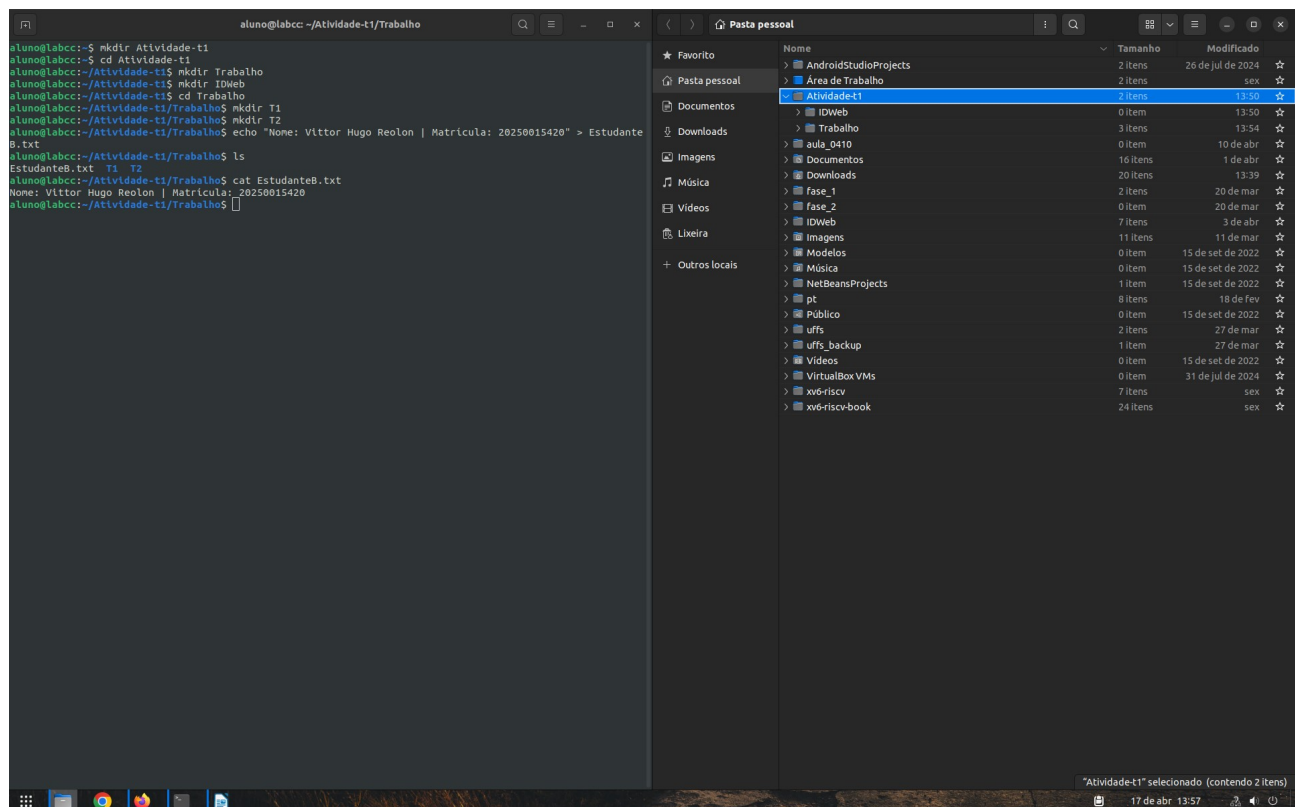 aluno@labcc: ~/Atividade-t1/Trabalho
aluno@labcc:~$ mkdir Atividade-t1
aluno@labcc:~$ cd Atividade-t1
aluno@labcc:~/Atividade-t1$ mkdir Trabalho
aluno@labcc:~/Atividade-t1$ mkdir IDWeb
aluno@labcc:~/Atividade-t1$ cd Trabalho
aluno@labcc:~/Atividade-t1/Trabalho$ mkdir T1
aluno@labcc:~/Atividade-t1/Trabalho$ mkdir T2
aluno@labcc:~/Atividade-t1/Trabalho$ echo "Nome: Vittor Hugo Reolon | Matricula: 20250015420" > Estudante
B.txt
aluno@labcc:~/Atividade-t1/Trabalho$ ls
EstudanteB.txt T1 T2
aluno@labcc:~/Atividade-t1/Trabalho$ cat EstudanteB.txt
Nome: Vittor Hugo Reolon | Matricula: 20250015420
aluno@labcc:~/Atividade-t1/Trabalho$
Pasta pessoal
Favorito
Pasta pessoal
Documentos
Downloads
Imagens
Música
Vídeos
Lixeira
+ Outros locais
Nome Tamanho Modificado
AndroidStudioProjects 2 itens 26 de jul de 2024
Área de Trabalho 2 itens sex
Atividade-t1 2 itens 13:50
IDWeb 0 item 13:50
Trabalho 3 itens 13:54
aula_0410 0 item 10 de abr
Documentos 16 itens 1 de abr
Downloads 20 itens 13:39
fase_1 2 itens 20 de mar
fase_2 0 item 20 de mar
IDWeb 7 itens 3 de abr
Imagens 11 itens 11 de mar
Modelos 0 item 15 de set de 2022
Música 0 item 15 de set de 2022
NetBeansProjects 1 item 15 de set de 2022
pt 8 itens 18 de fev
Público 0 item 15 de set de 2022
uffs 2 itens 27 de mar
uffs_backup 1 item 27 de mar
Vídeos 0 item 15 de set de 2022
VirtualBox VMs 0 item 31 de jul de 2024
xv6-riscv 7 itens sex
xv6-riscv-book 24 itens sex
"Atividade-t1" selecionado (contendo 2 itens)
17 de abr 13:57